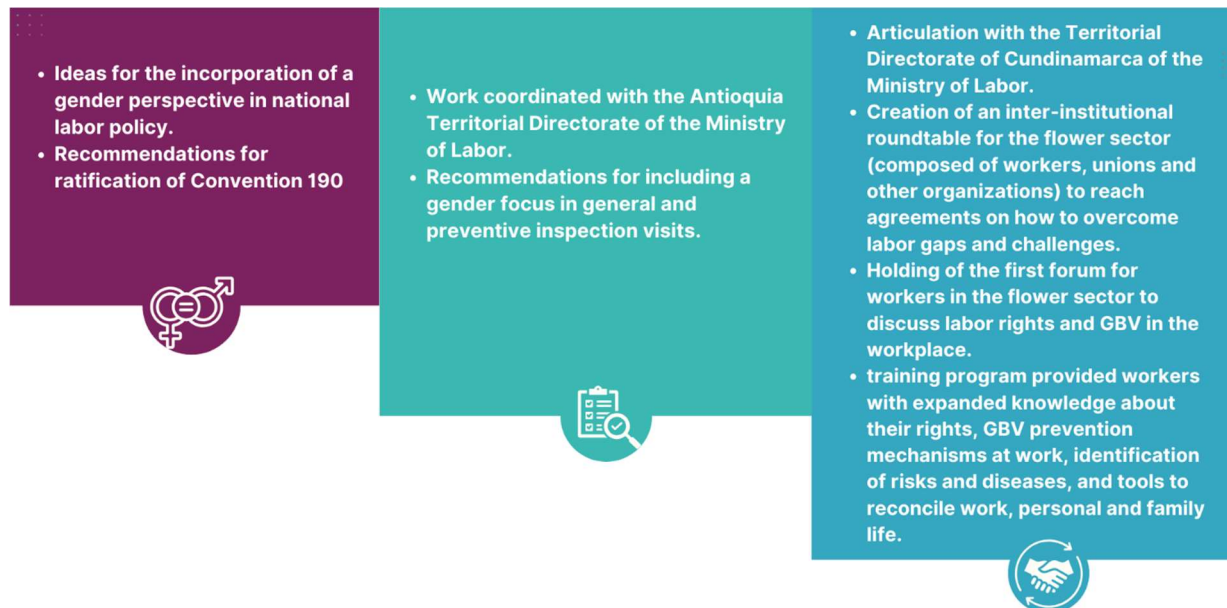 • Ideas for the incorporation of a
gender perspective in national
labor policy.
• Recommendations for
ratification of Convention 190
• Work coordinated with the Antioquia
Territorial Directorate of the Ministry
of Labor.
• Recommendations for including a
gender focus in general and
preventive inspection visits.
• Articulation with the Territorial
Directorate of Cundinamarca of the
Ministry of Labor.
• Creation of an inter-institutional
roundtable for the flower sector
(composed of workers, unions and
other organizations) to reach
agreements on how to overcome
labor gaps and challenges.
• Holding of the first forum for
workers in the flower sector to
discuss labor rights and GBV in the
workplace.
• training program provided workers
with expanded knowledge about
their rights, GBV prevention
mechanisms at work, identification
of risks and diseases, and tools to
reconcile work, personal and family
life.